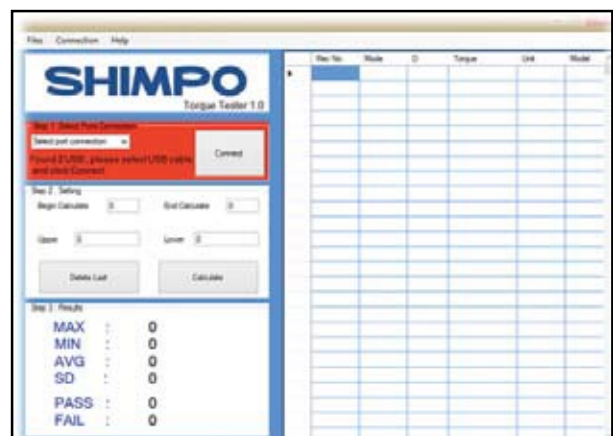 Files Connection Help
SHIMPO
Torque Tester 1.0
Step 1 : Select Ports Connection
Select port connection
Found 2 USB , please select USB cable
and click Connect
Connect
Step 2 : Setting
Begin Calculate 0 End Calculate 0
Upper 0 Lower 0
Delete Last Calculate
Step 3 : Results
MAX : 0
MIN : 0
AVG : 0
SD : 0
PASS : 0
FAIL : 0
Rec No. Mode D Torque Unit Model